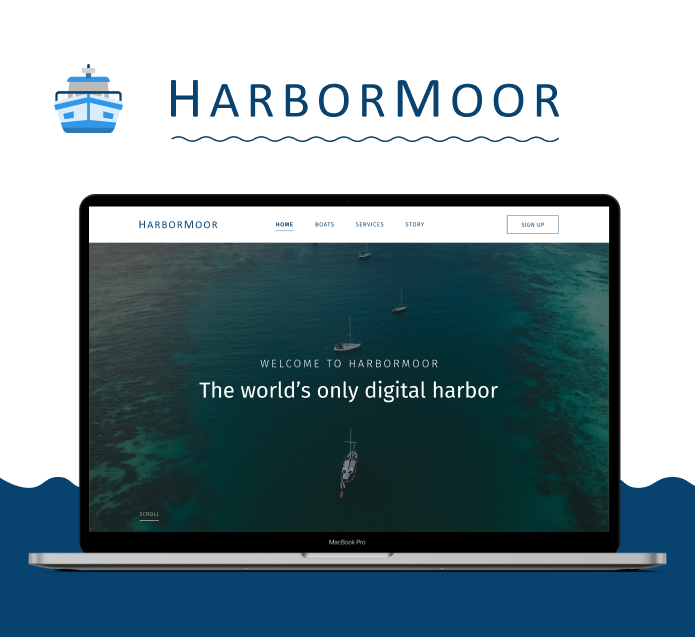 HARBORMOOR
HARBORMOOR HOME BOATS SERVICES STORY SIGN UP
WELCOME TO HARBORMOOR
The world's only digital harbor
SCROLL
MacBook Pro